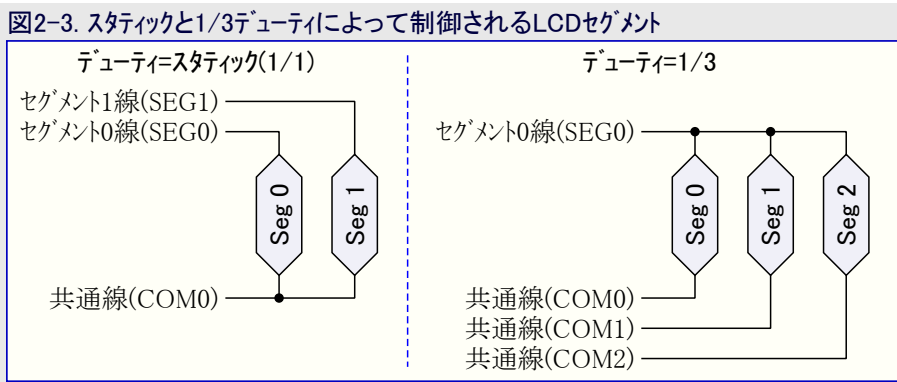 図2-3. ｽﾀﾃｨｯｸと1/3ﾃﾞｭｰﾃｨによって制御されるLCDｾｸﾞﾒﾝﾄ
ﾃﾞｭｰﾃｨ=ｽﾀﾃｨｯｸ(1/1)
ｾｸﾞﾒﾝﾄ1線(SEG1)
ｾｸﾞﾒﾝﾄ0線(SEG0)
Seg 0
Seg 1
共通線(COM0)
ﾃﾞｭｰﾃｨ=1/3
ｾｸﾞﾒﾝﾄ0線(SEG0)
Seg 0
Seg 1
Seg 2
共通線(COM0)
共通線(COM1)
共通線(COM2)